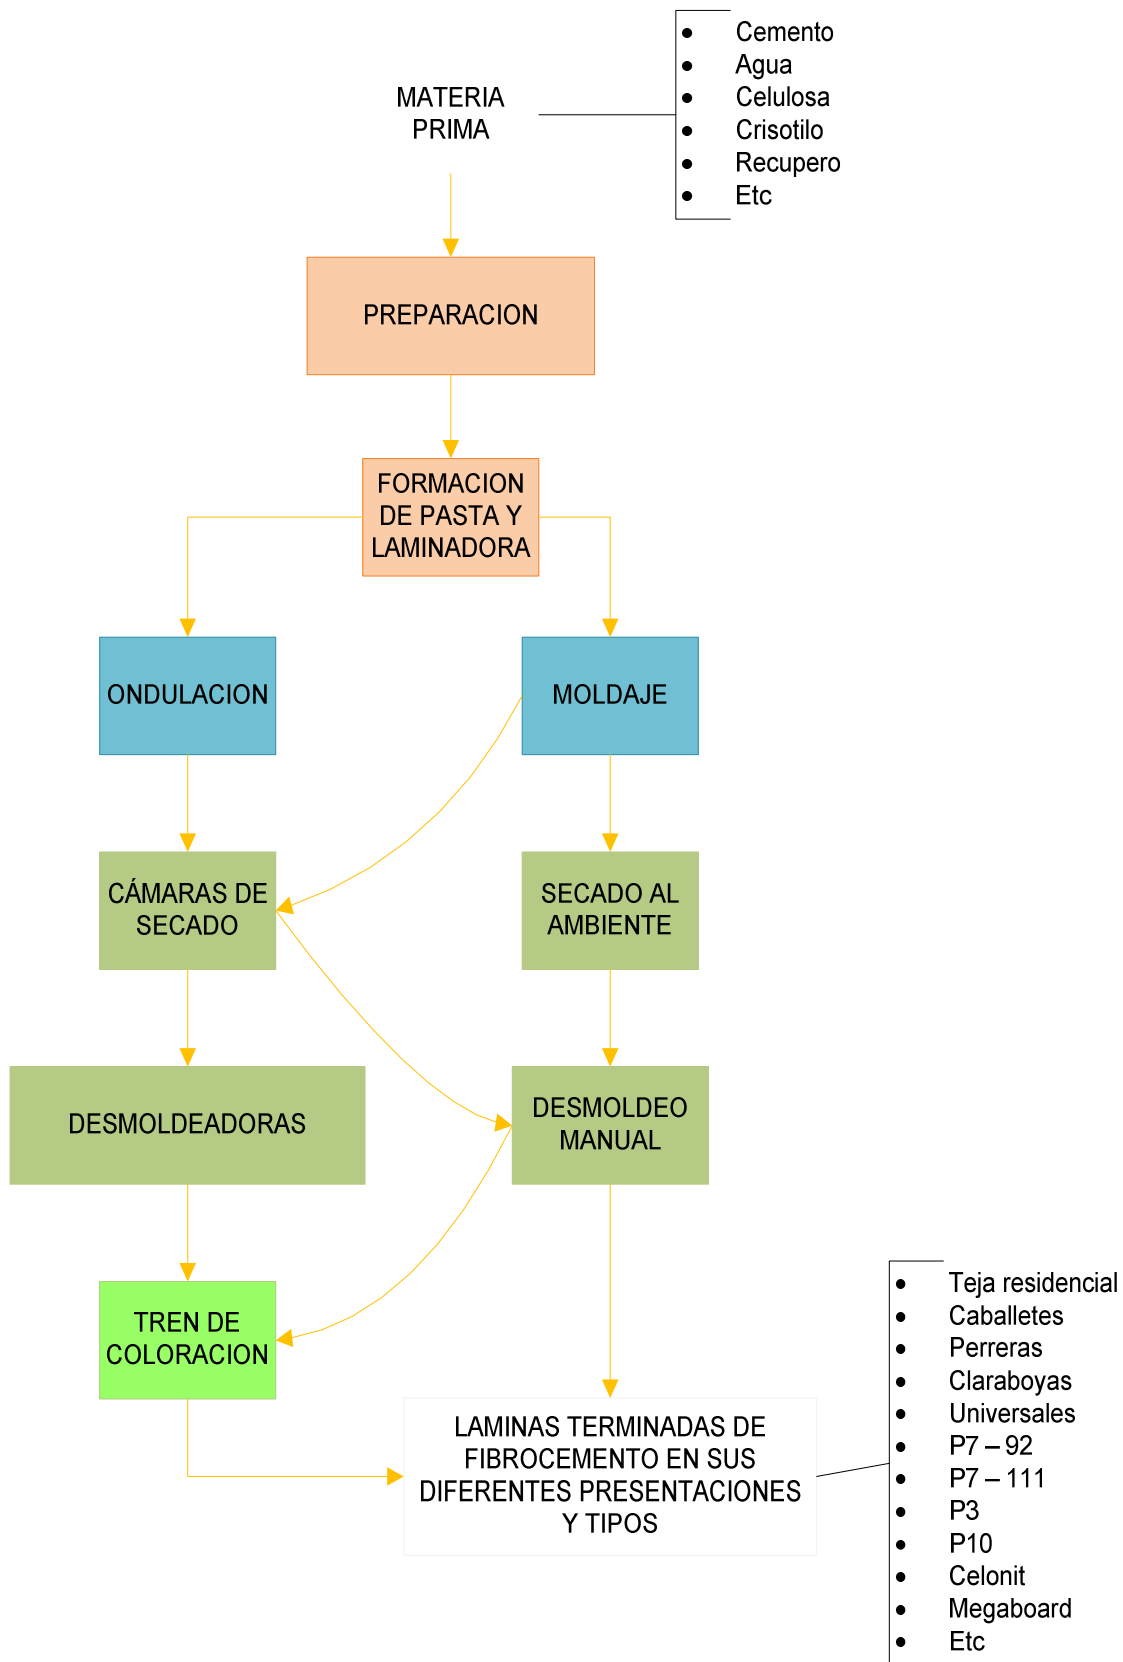 MATERIA
PRIMA
• Cemento
• Agua
• Celulosa
• Crisotilo
• Recupero
• Etc
PREPARACION
FORMACION
DE PASTA Y
LAMINADORA
ONDULACION
MOLDAJE
CÁMARAS DE
SECADO
SECADO AL
AMBIENTE
DESMOLDEADORAS
DESMOLDEO
MANUAL
TREN DE
COLORACION
LAMINAS TERMINADAS DE
FIBROCEMENTO EN SUS
DIFERENTES PRESENTACIONES
Y TIPOS
• Teja residencial
• Caballetes
• Perreras
• Claraboyas
• Universales
• P7 – 92
• P7 – 111
• P3
• P10
• Celonit
• Megaboard
• Etc